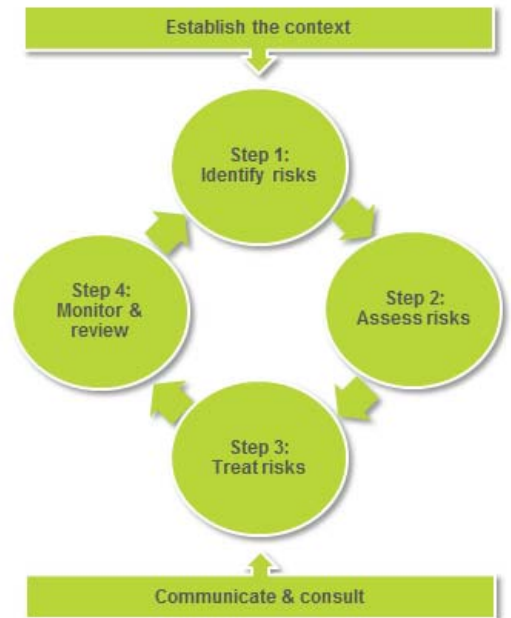 Establish the context
Step 1:
Identify risks
Step 2:
Assess risks
Step 3:
Treat risks
Step 4:
Monitor &
review
Communicate & consult